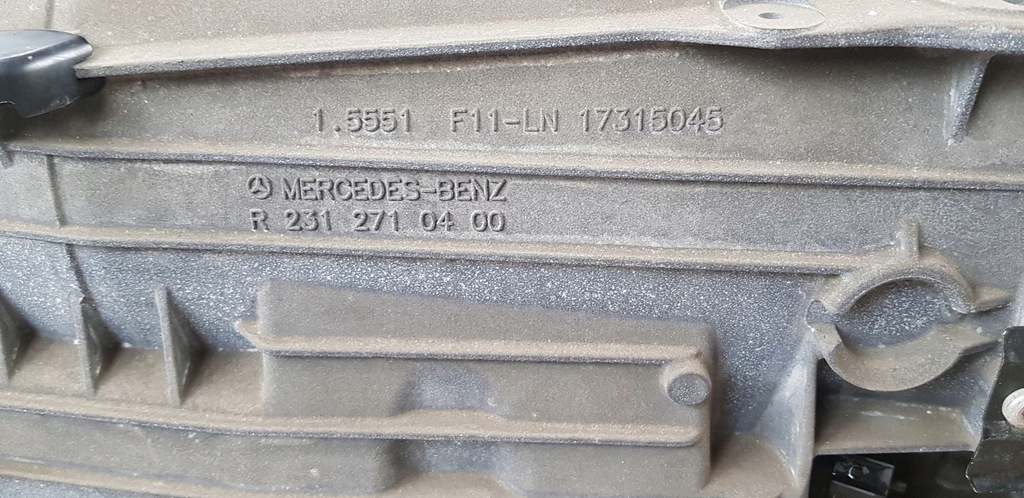 1.5551 F11-LN 17315045
MERCEDES-BENZ
R 231 271 04 00